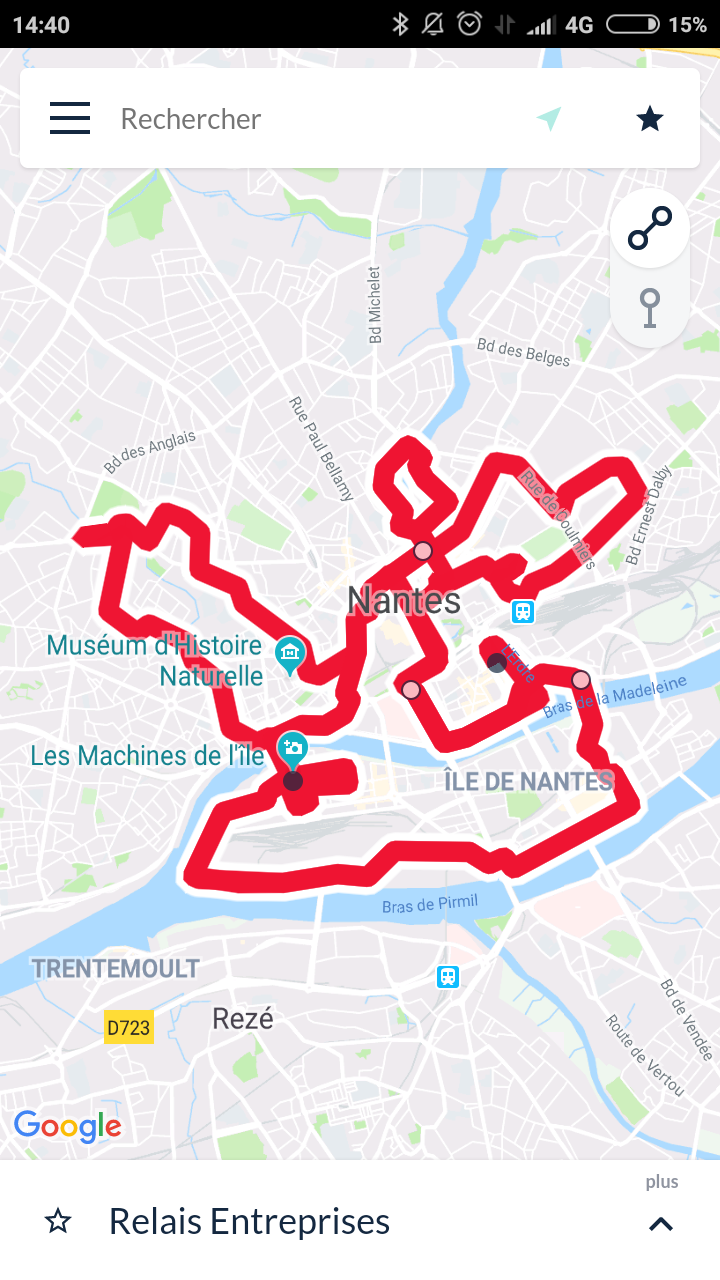 14:40
4G
15%
Rechercher
Bd Michelet
Bd des Belges
Rue Paul Bellamy
Bd des Anglais
Rue de Coulmiers
Bd Ernest Dalby
Nantes
Muséum d'Histoire
Naturelle
L'Erdre
Bras de la Madeleine
Les Machines de l'île
ÎLE DE NANTES
Bras de Pirmil
TRENTEMOULT
Rezé
D723
Bd de Vendée
Route de Vertou
Google
plus
Relais Entreprises